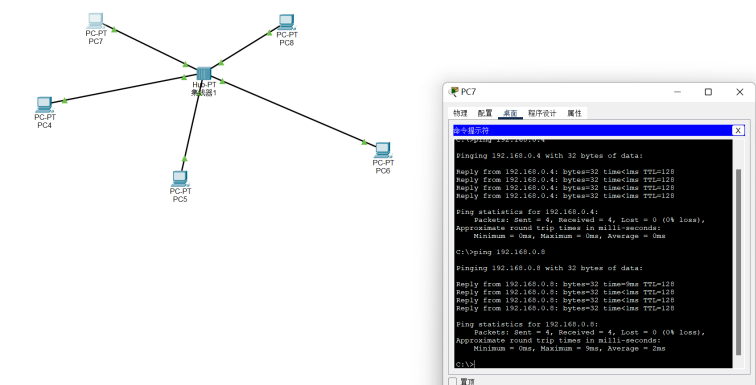 PC-PT
PC7
PC-PT
PC8
Hub-PT
集线器1
PC-PT
PC4
PC-PT
PC5
PC-PT
PC6
PC7
物理 配置 桌面 程序设计 属性
命令提示符
X
C:\>ping 192.168.0.4
Pinging 192.168.0.4 with 32 bytes of data:
Reply from 192.168.0.4: bytes=32 time<1ms TTL=128
Reply from 192.168.0.4: bytes=32 time<1ms TTL=128
Reply from 192.168.0.4: bytes=32 time<1ms TTL=128
Reply from 192.168.0.4: bytes=32 time<1ms TTL=128
Ping statistics for 192.168.0.4:
Packets: Sent = 4, Received = 4, Lost = 0 (0% loss),
Approximate round trip times in milli-seconds:
Minimum = 0ms, Maximum = 0ms, Average = 0ms
C:\>ping 192.168.0.8
Pinging 192.168.0.8 with 32 bytes of data:
Reply from 192.168.0.8: bytes=32 time=9ms TTL=128
Reply from 192.168.0.8: bytes=32 time<1ms TTL=128
Reply from 192.168.0.8: bytes=32 time<1ms TTL=128
Reply from 192.168.0.8: bytes=32 time<1ms TTL=128
Ping statistics for 192.168.0.8:
Packets: Sent = 4, Received = 4, Lost = 0 (0% loss),
Approximate round trip times in milli-seconds:
Minimum = 0ms, Maximum = 9ms, Average = 2ms
C:\>
置顶